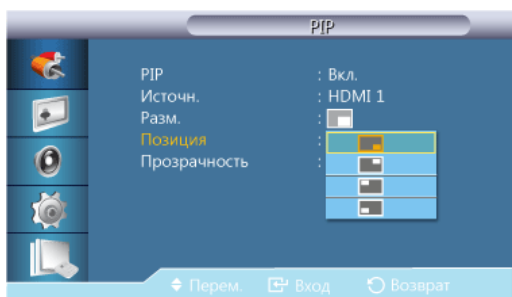 PIP
PIP : Вкл.
Источн. : HDMI 1
Разм. :
Позиция :
Прозрачность :
Перем. Вход Возврат